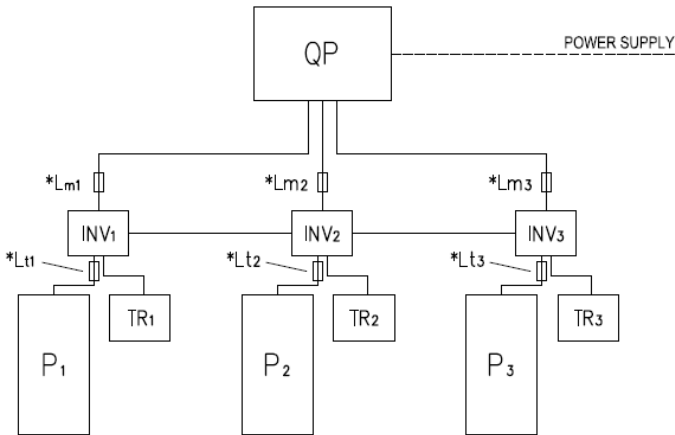 QP
POWER SUPPLY
*Lm1
*Lm2
*Lm3
INV1
INV2
INV3
*Lt1
*Lt2
*Lt3
TR1
TR2
TR3
P1
P2
P3